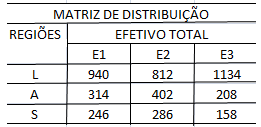 MATRIZ DE DISTRIBUIÇÃO
REGIÕES EFETIVO TOTAL
E1 E2 E3
L 940 812 1134
A 314 402 208
S 246 286 158